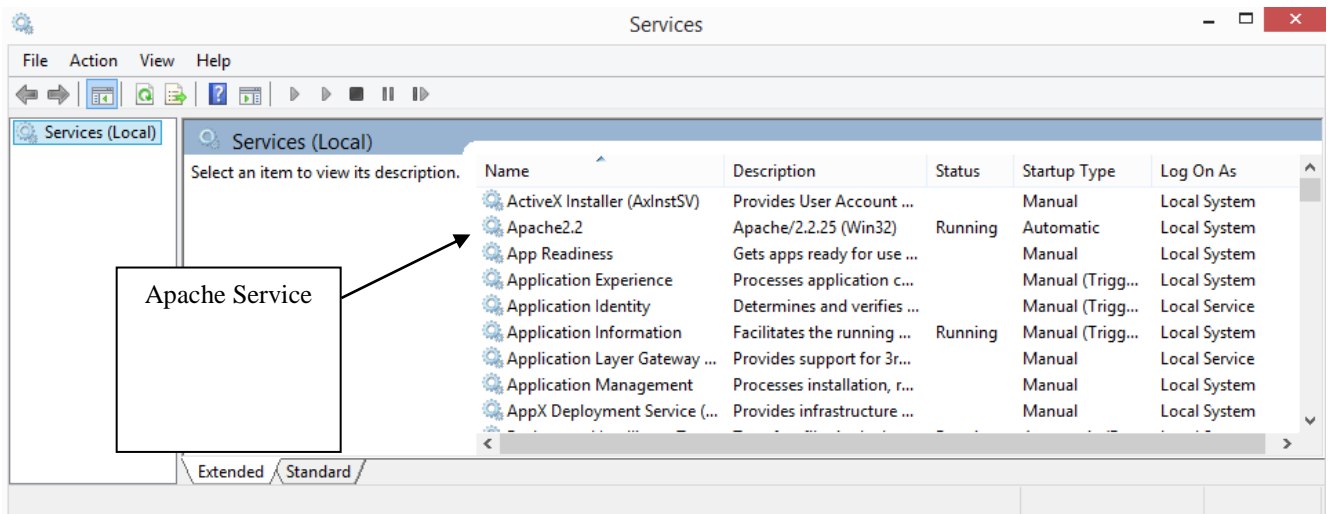 Services
File Action View Help
Services (Local)
Services (Local)
Select an item to view its description.
Name Description Status Startup Type Log On As
ActiveX Installer (AxInstSV) Provides User Account ... Manual Local System
Apache2.2 Apache/2.2.25 (Win32) Running Automatic Local System
App Readiness Gets apps ready for use ... Manual Local System
Application Experience Processes application c... Manual (Trigg... Local System
Application Identity Determines and verifies ... Manual (Trigg... Local Service
Application Information Facilitates the running ... Running Manual (Trigg... Local System
Application Layer Gateway ... Provides support for 3r... Manual Local Service
Application Management Processes installation, r... Manual Local System
AppX Deployment Service (... Provides infrastructure ... Manual Local System
Apache Service
Extended Standard